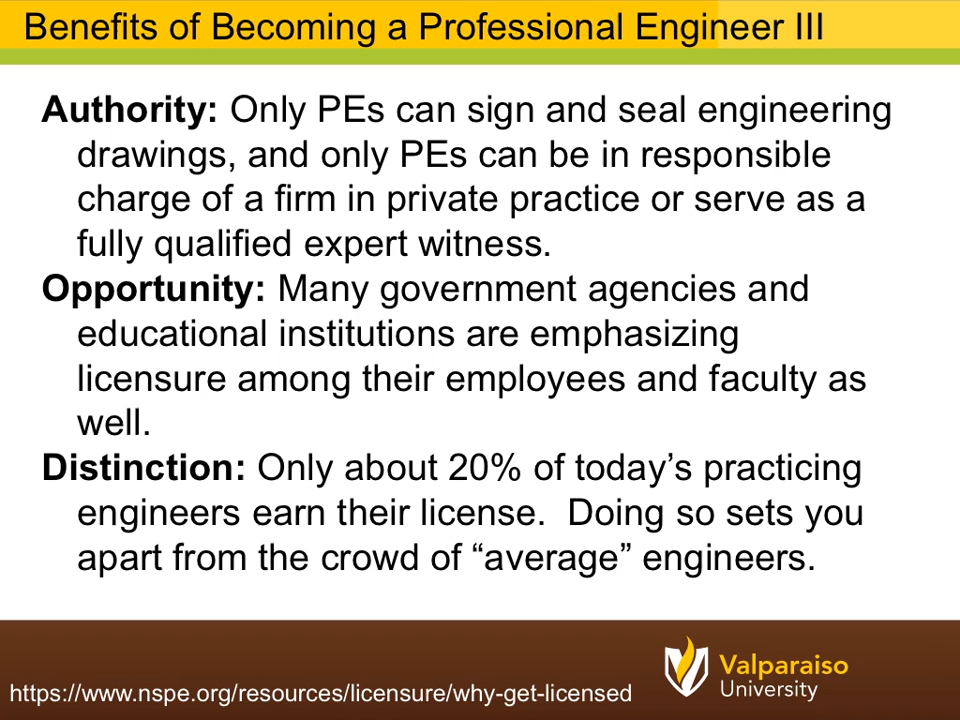 Benefits of Becoming a Professional Engineer III
Authority: Only PEs can sign and seal engineering
drawings, and only PEs can be in responsible
charge of a firm in private practice or serve as a
fully qualified expert witness.
Opportunity: Many government agencies and
educational institutions are emphasizing
licensure among their employees and faculty as
well.
Distinction: Only about 20% of today’s practicing
engineers earn their license.  Doing so sets you
apart from the crowd of “average” engineers.
Valparaiso
University
https://www.nspe.org/resources/licensure/why-get-licensed